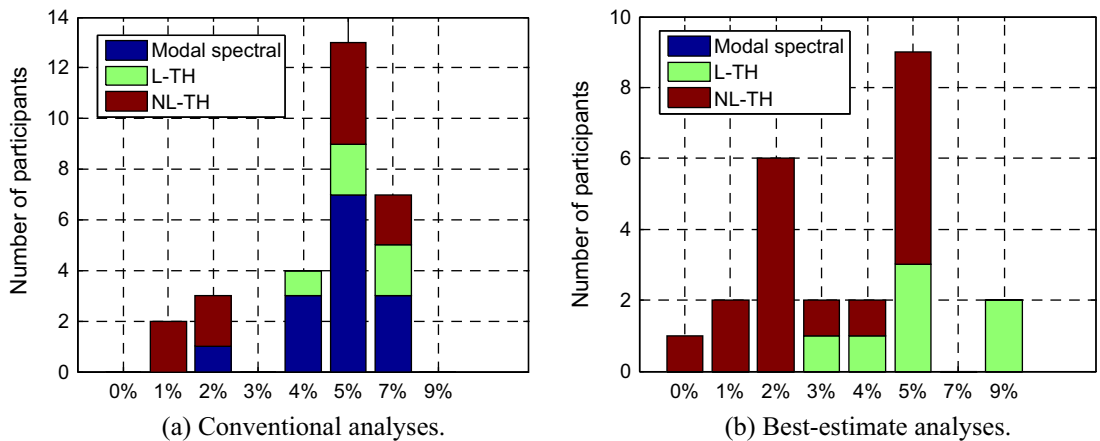 14
12
10
8
6
4
2
0
Number of participants
Modal spectral
L-TH
NL-TH
0% 1% 2% 3% 4% 5% 7% 9%
(a) Conventional analyses.
10
8
6
4
2
0
Number of participants
Modal spectral
L-TH
NL-TH
0% 1% 2% 3% 4% 5% 7% 9%
(b) Best-estimate analyses.